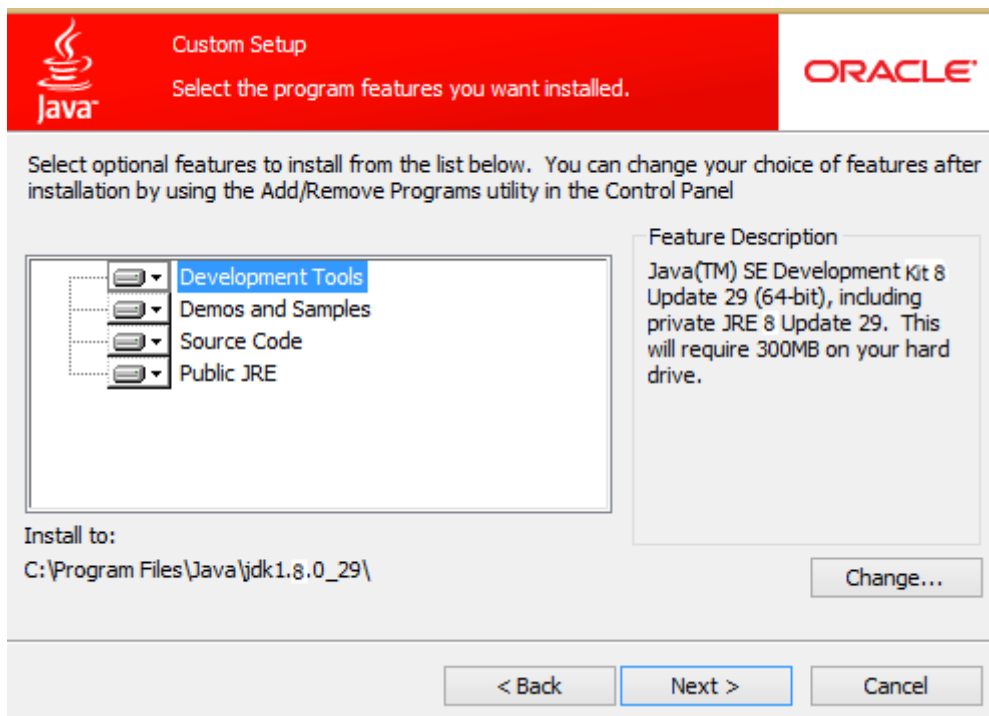 Java™
Custom Setup
Select the program features you want installed.
ORACLE®
Select optional features to install from the list below.  You can change your choice of features after
installation by using the Add/Remove Programs utility in the Control Panel
Development Tools
Demos and Samples
Source Code
Public JRE
Feature Description
Java(TM) SE Development Kit 8
Update 29 (64-bit), including
private JRE 8 Update 29.  This
will require 300MB on your hard
drive.
Install to:
C:\Program Files\Java\jdk1.8.0_29\
Change...
< Back
Next >
Cancel